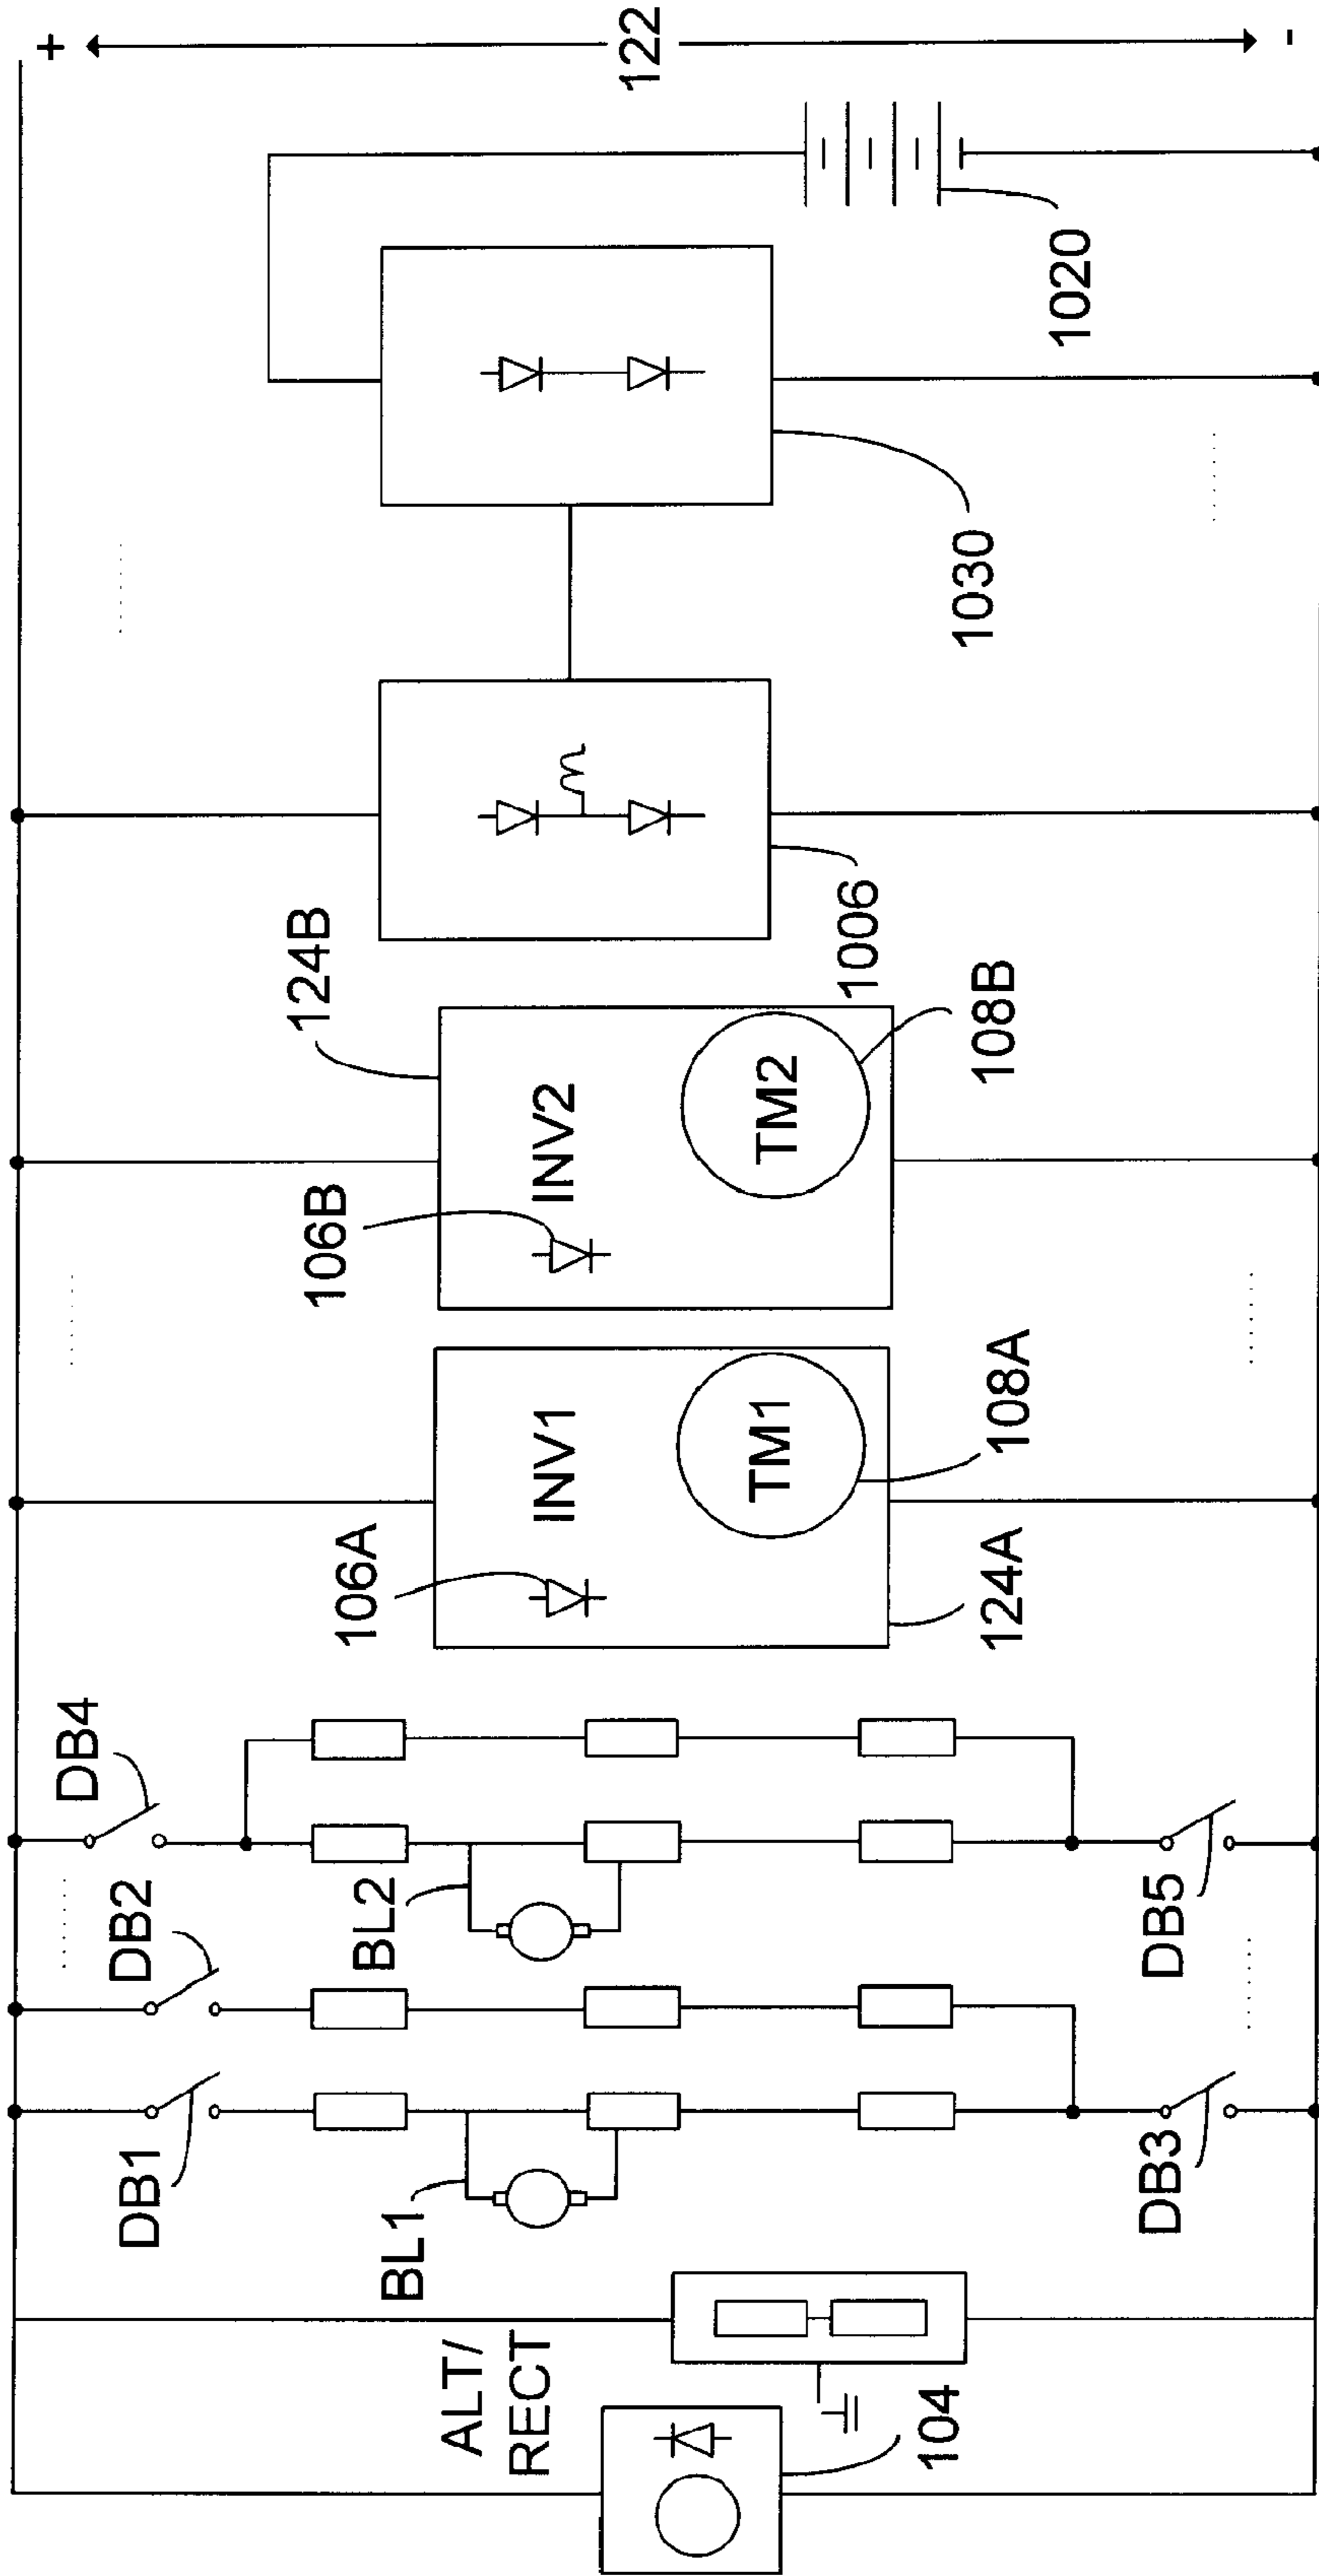 +
122
-
1020
1030
1006
124B
INV2
106B
TM2
108B
INV1
106A
TM1
108A
124A
DB4
DB2
BL2
DB5
DB1
BL1
DB3
ALT/
RECT
104